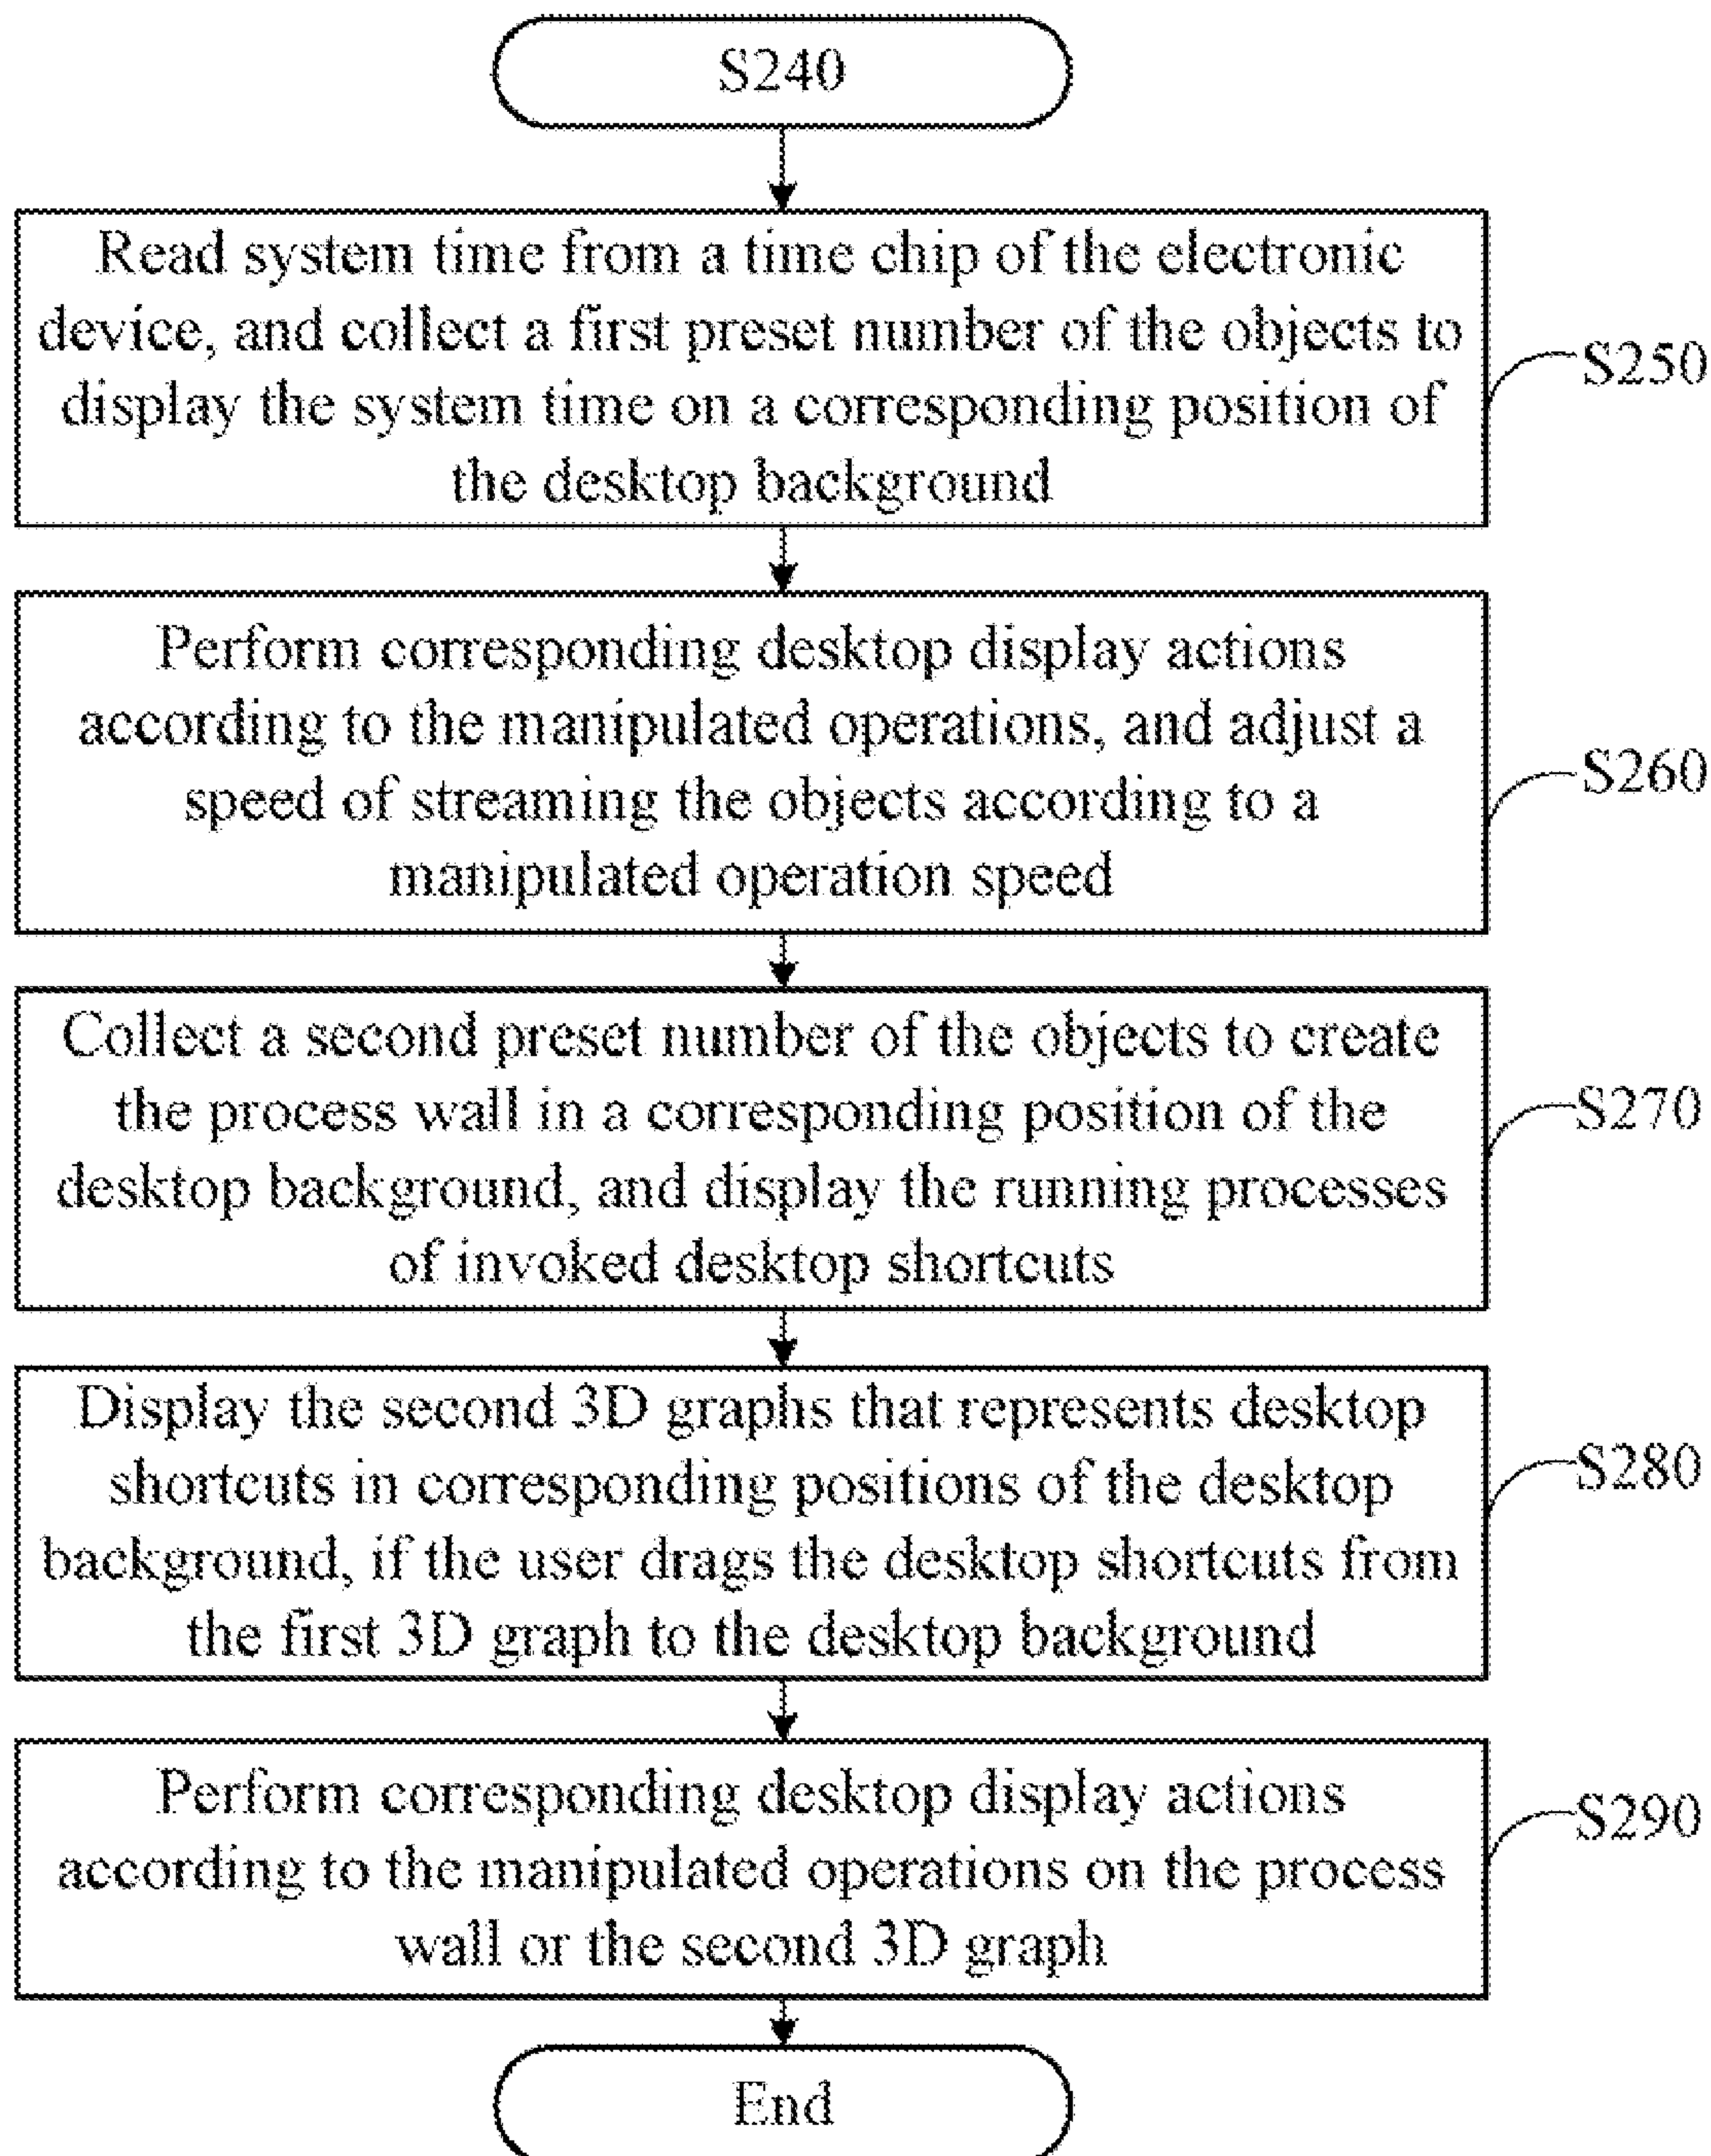 S240
Read system time from a time chip of the electronic
device, and collect a first preset number of the objects to
display the system time on a corresponding position of
the desktop background
S250
Perform corresponding desktop display actions
according to the manipulated operations, and adjust a
speed of streaming the objects according to a
manipulated operation speed
S260
Collect a second preset number of the objects to create
the process wall in a corresponding position of the
desktop background, and display the running processes
of invoked desktop shortcuts
S270
Display the second 3D graphs that represents desktop
shortcuts in corresponding positions of the desktop
background, if the user drags the desktop shortcuts from
the first 3D graph to the desktop background
S280
Perform corresponding desktop display actions
according to the manipulated operations on the process
wall or the second 3D graph
S290
End